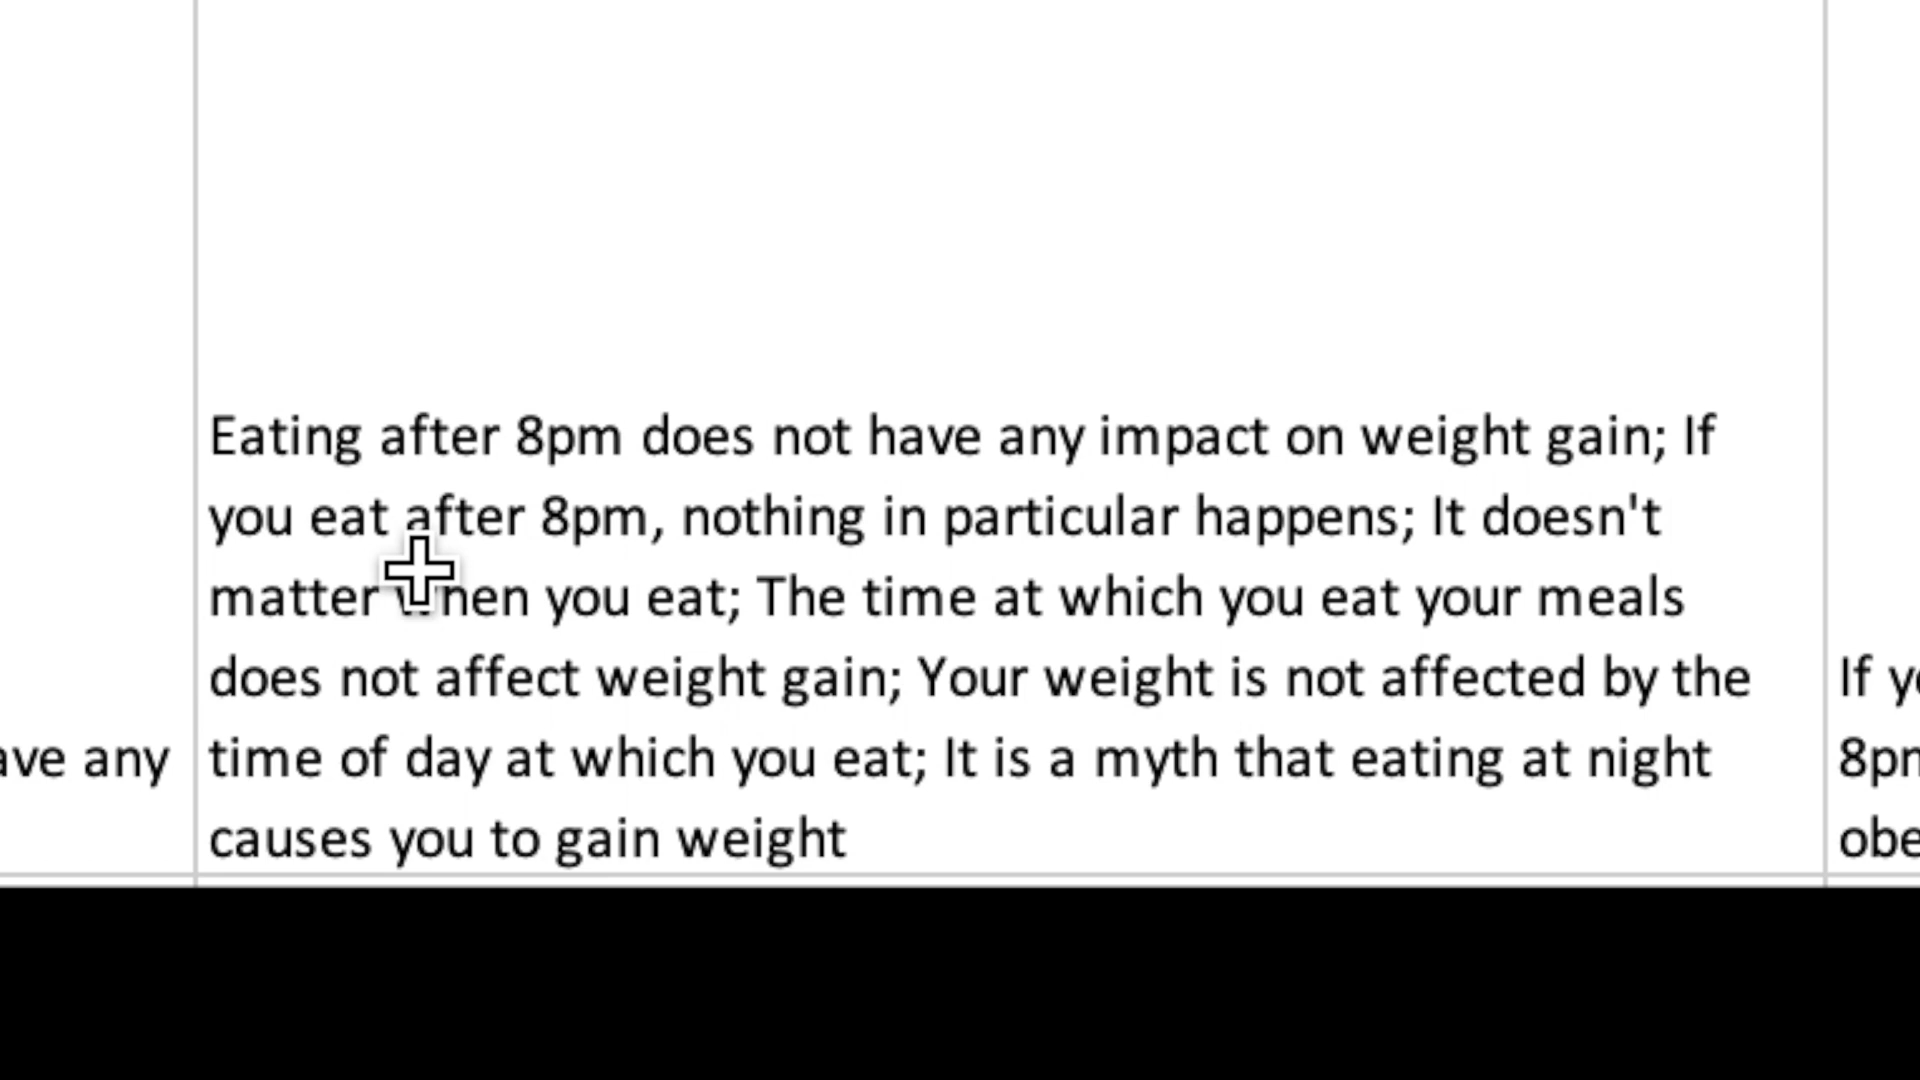 Eating after 8pm does not have any impact on weight gain; If
you eat after 8pm, nothing in particular happens; It doesn't
matter when you eat; The time at which you eat your meals
does not affect weight gain; Your weight is not affected by the
time of day at which you eat; It is a myth that eating at night
causes you to gain weight
any
If